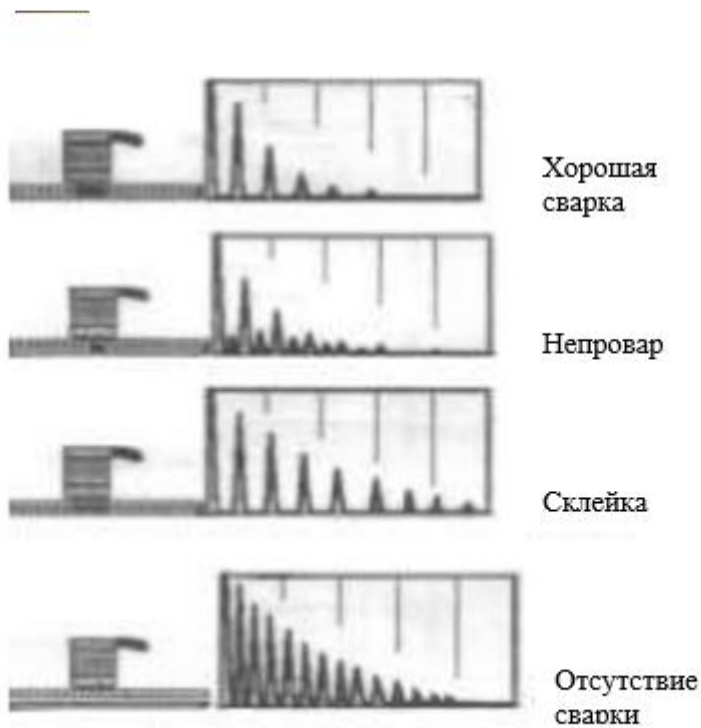 Хорошая
сварка
Непровар
Склейка
Отсутствие
сварки